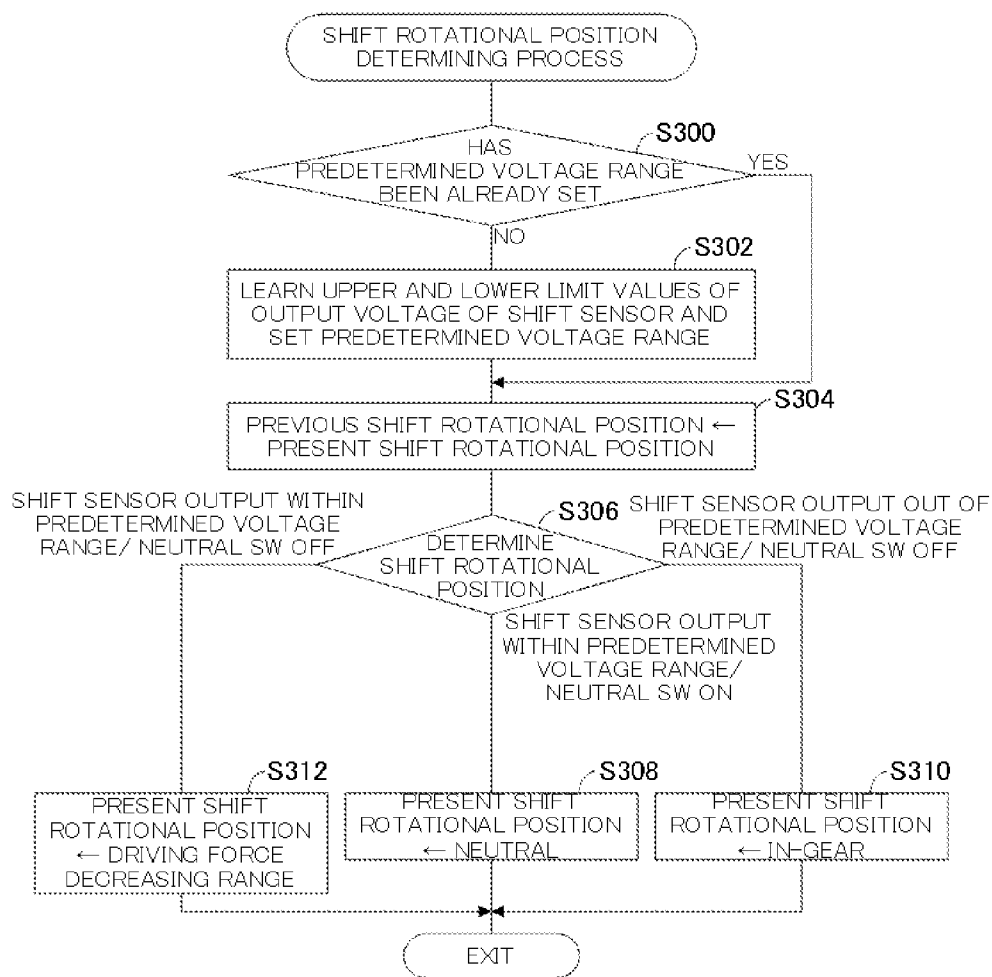 SHIFT ROTATIONAL POSITION
DETERMINING PROCESS
S300
HAS
PREDETERMINED VOLTAGE RANGE
BEEN ALREADY SET
YES
NO
S302
LEARN UPPER AND LOWER LIMIT VALUES OF
OUTPUT VOLTAGE OF SHIFT SENSOR AND
SET PREDETERMINED VOLTAGE RANGE
S304
PREVIOUS SHIFT ROTATIONAL POSITION ←
PRESENT SHIFT ROTATIONAL POSITION
SHIFT SENSOR OUTPUT WITHIN
PREDETERMINED VOLTAGE
RANGE/ NEUTRAL SW OFF
S306
DETERMINE
SHIFT ROTATIONAL
POSITION
SHIFT SENSOR OUTPUT OUT OF
PREDETERMINED VOLTAGE
RANGE/ NEUTRAL SW OFF
SHIFT SENSOR OUTPUT
WITHIN PREDETERMINED
VOLTAGE RANGE/
NEUTRAL SW ON
S312
PRESENT SHIFT
ROTATIONAL POSITION
← DRIVING FORCE
DECREASING RANGE
S308
PRESENT SHIFT
ROTATIONAL POSITION
← NEUTRAL
S310
PRESENT SHIFT
ROTATIONAL POSITION
← IN-GEAR
EXIT